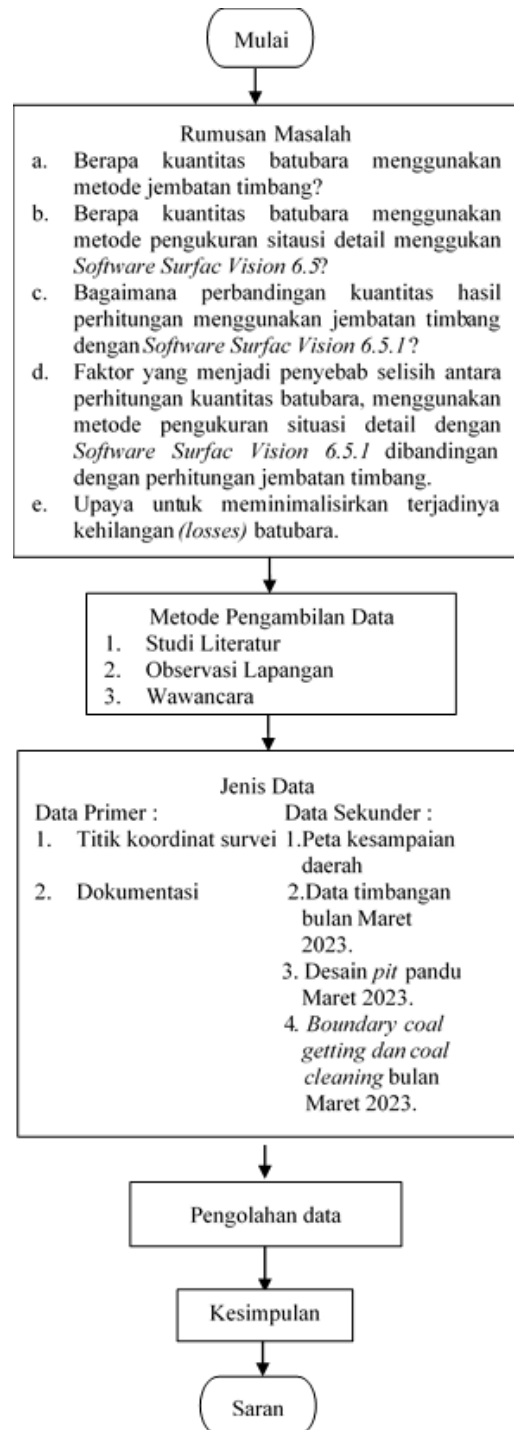 Mulai
Rumusan Masalah
a. Berapa kuantitas batubara menggunakan
metode jembatan timbang?
b. Berapa kuantitas batubara menggunakan
metode pengukuran sitausi detail menggukan
Software Surfac Vision 6.5?
c. Bagaimana perbandingan kuantitas hasil
perhitungan menggunakan jembatan timbang
dengan Software Surfac Vision 6.5.1?
d. Faktor yang menjadi penyebab selisih antara
perhitungan kuantitas batubara, menggunakan
metode pengukuran situasi detail dengan
Software Surfac Vision 6.5.1 dibandingan
dengan perhitungan jembatan timbang.
e. Upaya untuk meminimalisirkan terjadinya
kehilangan (losses) batubara.
Metode Pengambilan Data
1. Studi Literatur
2. Observasi Lapangan
3. Wawancara
Jenis Data
Data Primer :
1. Titik koordinat survei
2. Dokumentasi
Data Sekunder :
1.Peta kesampaian
daerah
2.Data timbangan
bulan Maret
2023.
3. Desain pit pandu
Maret 2023.
4. Boundary coal
getting dan coal
cleaning bulan
Maret 2023.
Pengolahan data
Kesimpulan
Saran